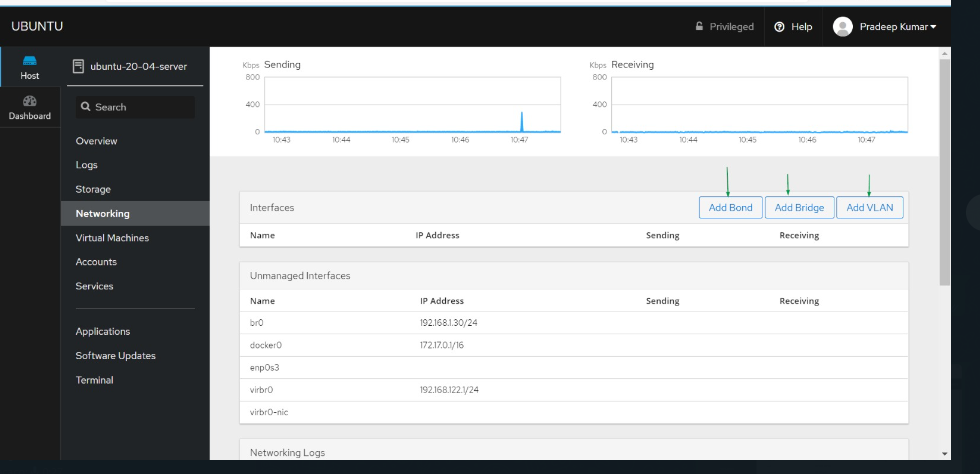 UBUNTU
Privileged Help Pradeep Kumar
Host
Dashboard
ubuntu-20-04-server
Search
Overview
Logs
Storage
Networking
Virtual Machines
Accounts
Services
Applications
Software Updates
Terminal
Kbps Sending
800
400
0
10:43 10:44 10:45 10:46 10:47
Kbps Receiving
800
400
0
10:43 10:44 10:45 10:46 10:47
Interfaces Add Bond Add Bridge Add VLAN
Name IP Address Sending Receiving
Unmanaged Interfaces
Name IP Address Sending Receiving
br0 192.168.1.30/24
docker0 172.17.0.1/16
enp0s3
virbr0 192.168.122.1/24
virbr0-nic
Networking Logs